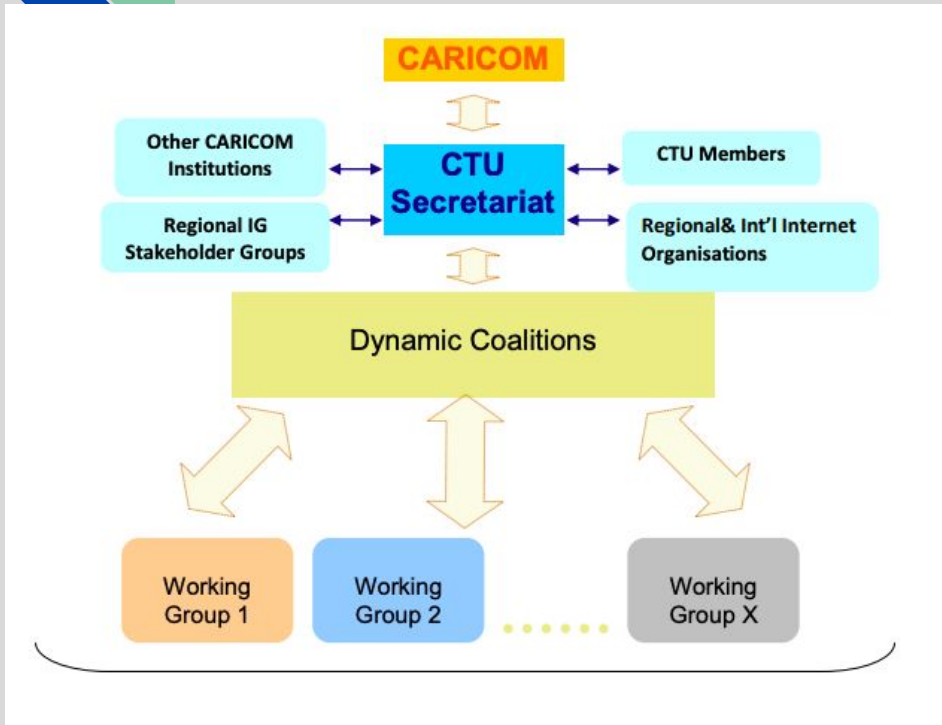 CARICOM
Other CARICOM
Institutions
CTU
Secretariat
CTU Members
Regional IG
Stakeholder Groups
Regional& Int'l Internet
Organisations
Dynamic Coalitions
Working
Group 1
Working
Group 2
Working
Group X